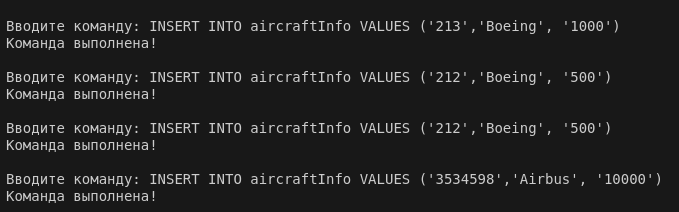 Вводите команду: INSERT INTO aircraftInfo VALUES ('213','Boeing', '1000')
Команда выполнена!
Вводите команду: INSERT INTO aircraftInfo VALUES ('212','Boeing', '500')
Команда выполнена!
Вводите команду: INSERT INTO aircraftInfo VALUES ('212','Boeing', '500')
Команда выполнена!
Вводите команду: INSERT INTO aircraftInfo VALUES ('3534598','Airbus', '10000')
Команда выполнена!